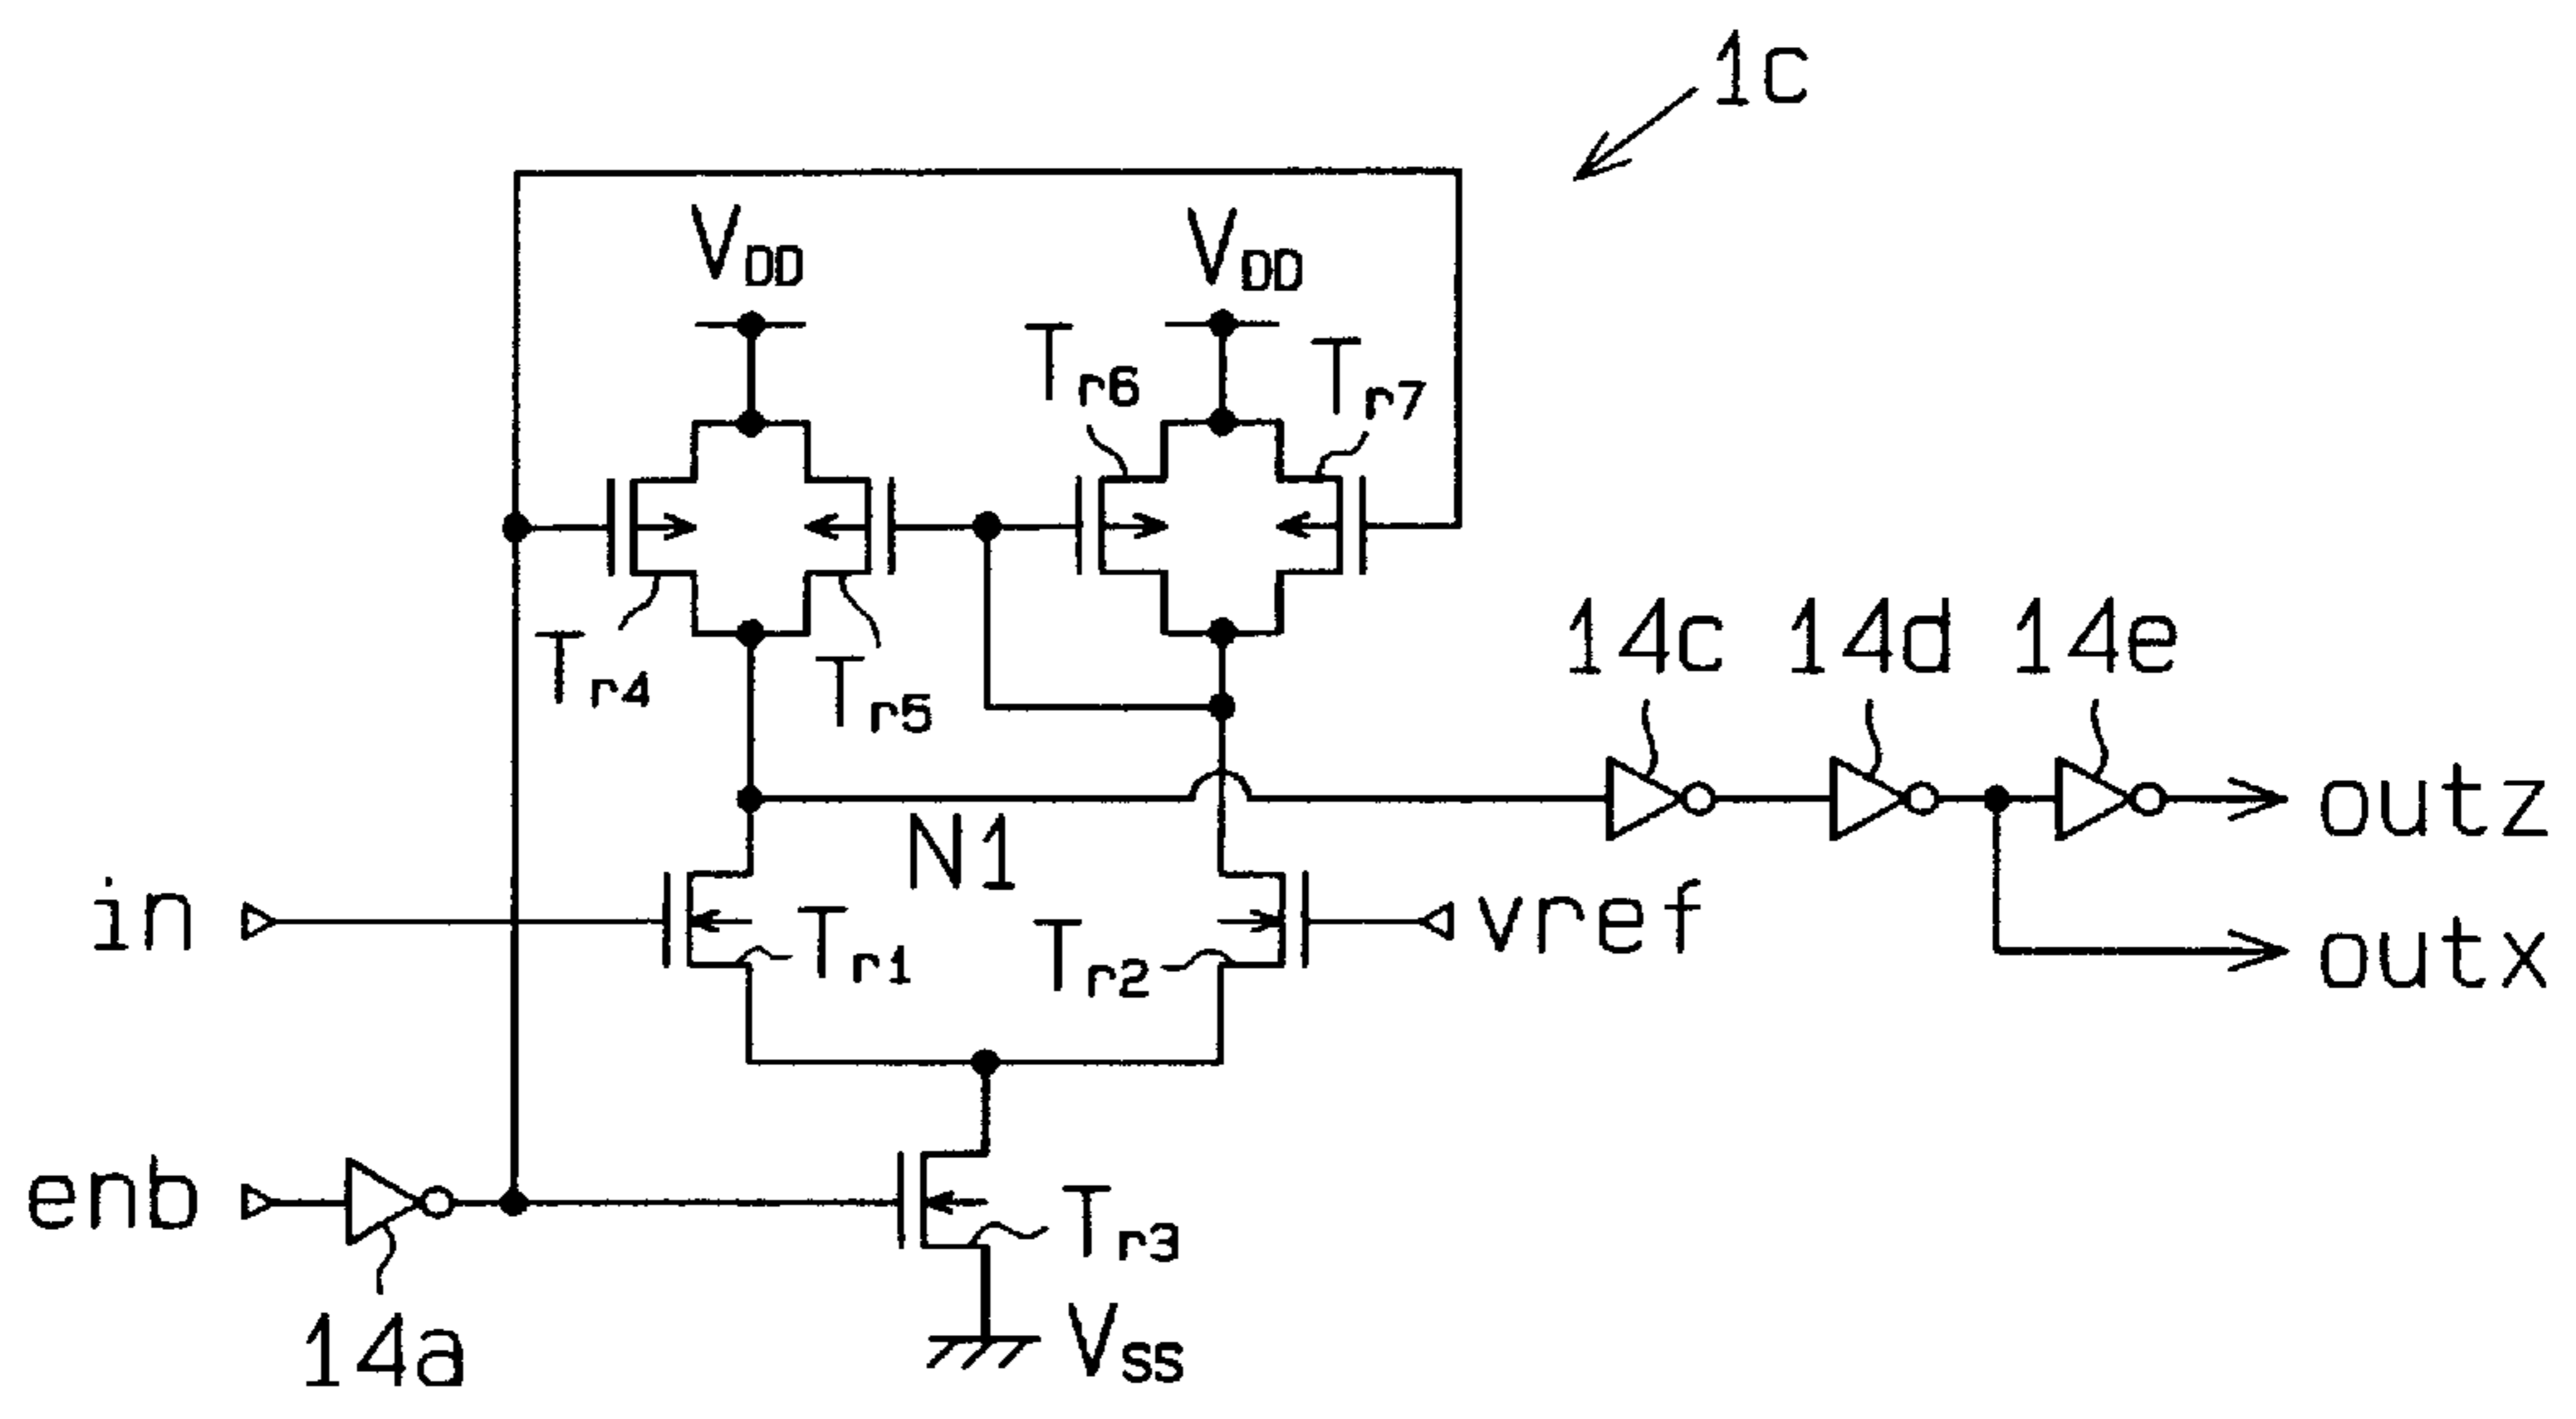 1c
VDD
VDD
Tr6
Tr7
Tr4
Tr5
14c
14d
14e
outz
N1
in
Tr1
Tr2
vref
outx
enb
Tr3
14a
VSS